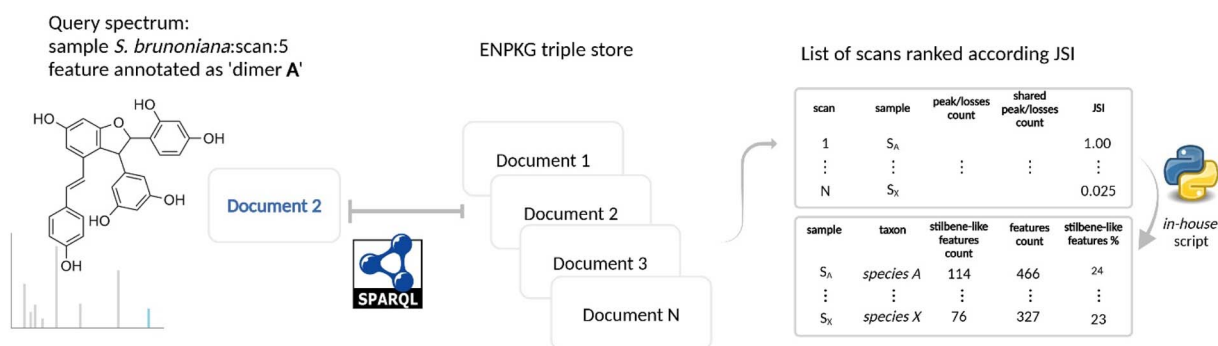 Query spectrum:
sample S. brunoniana:scan:5
feature annotated as 'dimer A'
HO
HO
O
OH
OH
HO
OH
Document 2
SPARQL
ENPKG triple store
Document 1
Document 2
Document 3
Document N
List of scans ranked according JSI
scan sample peak/losses count shared peak/losses count JSI
1 SA 1.00
⋮ ⋮ ⋮ ⋮ ⋮
N SX 0.025
sample taxon stilbene-like features count features count stilbene-like features %
SA species A 114 466 24
⋮ ⋮ ⋮ ⋮ ⋮
SX species X 76 327 23
in-house
script